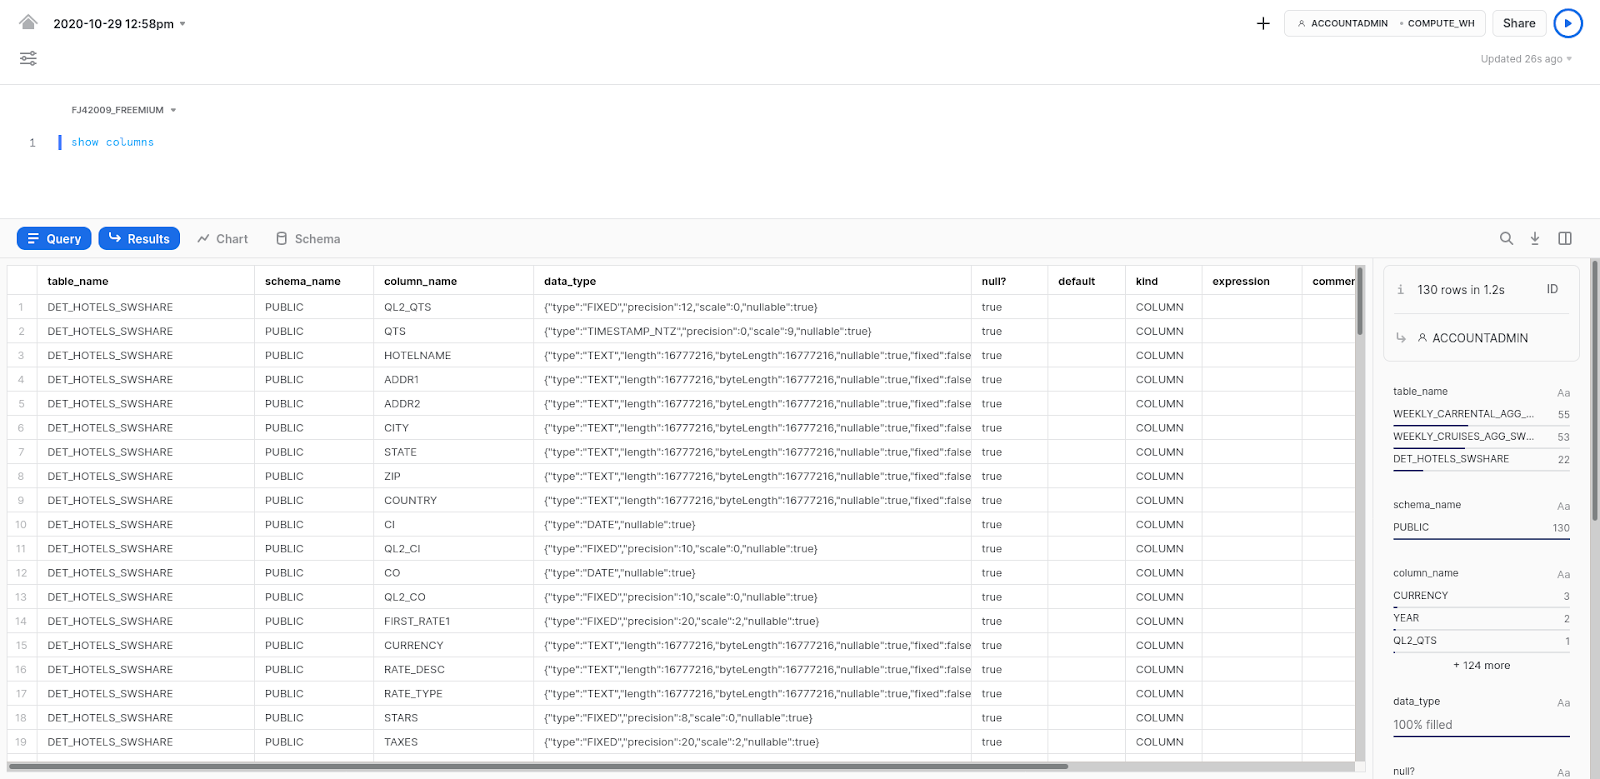 2020-10-29 12:58pm
ACCOUNTADMIN • COMPUTE_WH
Share
Updated 26s ago
FJ42009_FREEMIUM
1 show columns
Query Results Chart Schema
table_name schema_name column_name data_type null? default kind expression commer
1 DET_HOTELS_SWSHARE PUBLIC QL2_QTS {"type":"FIXED","precision":12,"scale":0,"nullable":true} true COLUMN
2 DET_HOTELS_SWSHARE PUBLIC QTS {"type":"TIMESTAMP_NTZ","precision":0,"scale":9,"nullable":true} true COLUMN
3 DET_HOTELS_SWSHARE PUBLIC HOTELNAME {"type":"TEXT","length":16777216,"byteLength":16777216,"nullable":true,"fixed":false true COLUMN
4 DET_HOTELS_SWSHARE PUBLIC ADDR1 {"type":"TEXT","length":16777216,"byteLength":16777216,"nullable":true,"fixed":false true COLUMN
5 DET_HOTELS_SWSHARE PUBLIC ADDR2 {"type":"TEXT","length":16777216,"byteLength":16777216,"nullable":true,"fixed":false true COLUMN
6 DET_HOTELS_SWSHARE PUBLIC CITY {"type":"TEXT","length":16777216,"byteLength":16777216,"nullable":true,"fixed":false true COLUMN
7 DET_HOTELS_SWSHARE PUBLIC STATE {"type":"TEXT","length":16777216,"byteLength":16777216,"nullable":true,"fixed":false true COLUMN
8 DET_HOTELS_SWSHARE PUBLIC ZIP {"type":"TEXT","length":16777216,"byteLength":16777216,"nullable":true,"fixed":false true COLUMN
9 DET_HOTELS_SWSHARE PUBLIC COUNTRY {"type":"TEXT","length":16777216,"byteLength":16777216,"nullable":true,"fixed":false true COLUMN
10 DET_HOTELS_SWSHARE PUBLIC CI {"type":"DATE","nullable":true} true COLUMN
11 DET_HOTELS_SWSHARE PUBLIC QL2_CI {"type":"FIXED","precision":10,"scale":0,"nullable":true} true COLUMN
12 DET_HOTELS_SWSHARE PUBLIC CO {"type":"DATE","nullable":true} true COLUMN
13 DET_HOTELS_SWSHARE PUBLIC QL2_CO {"type":"FIXED","precision":10,"scale":0,"nullable":true} true COLUMN
14 DET_HOTELS_SWSHARE PUBLIC FIRST_RATE1 {"type":"FIXED","precision":20,"scale":2,"nullable":true} true COLUMN
15 DET_HOTELS_SWSHARE PUBLIC CURRENCY {"type":"TEXT","length":16777216,"byteLength":16777216,"nullable":true,"fixed":false true COLUMN
16 DET_HOTELS_SWSHARE PUBLIC RATE_DESC {"type":"TEXT","length":16777216,"byteLength":16777216,"nullable":true,"fixed":false true COLUMN
17 DET_HOTELS_SWSHARE PUBLIC RATE_TYPE {"type":"TEXT","length":16777216,"byteLength":16777216,"nullable":true,"fixed":false true COLUMN
18 DET_HOTELS_SWSHARE PUBLIC STARS {"type":"FIXED","precision":8,"scale":0,"nullable":true} true COLUMN
19 DET_HOTELS_SWSHARE PUBLIC TAXES {"type":"FIXED","precision":20,"scale":2,"nullable":true} true COLUMN
130 rows in 1.2s ID
ACCOUNTADMIN
table_name Aa
WEEKLY_CARRENTAL_AGG_... 55
WEEKLY_CRUISES_AGG_SW... 53
DET_HOTELS_SWSHARE 22
schema_name Aa
PUBLIC 130
column_name Aa
CURRENCY 3
YEAR 2
QL2_QTS 1
+ 124 more
data_type Aa
100% filled
null? Aa